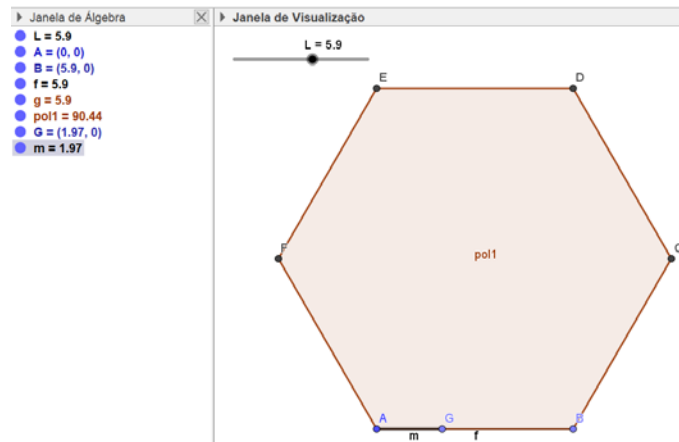 Janela de Álgebra
L = 5.9
A = (0, 0)
B = (5.9, 0)
f = 5.9
g = 5.9
pol1 = 90.44
G = (1.97, 0)
m = 1.97
Janela de Visualização
L = 5.9
E
D
F
C
pol1
A
G
B
m
f